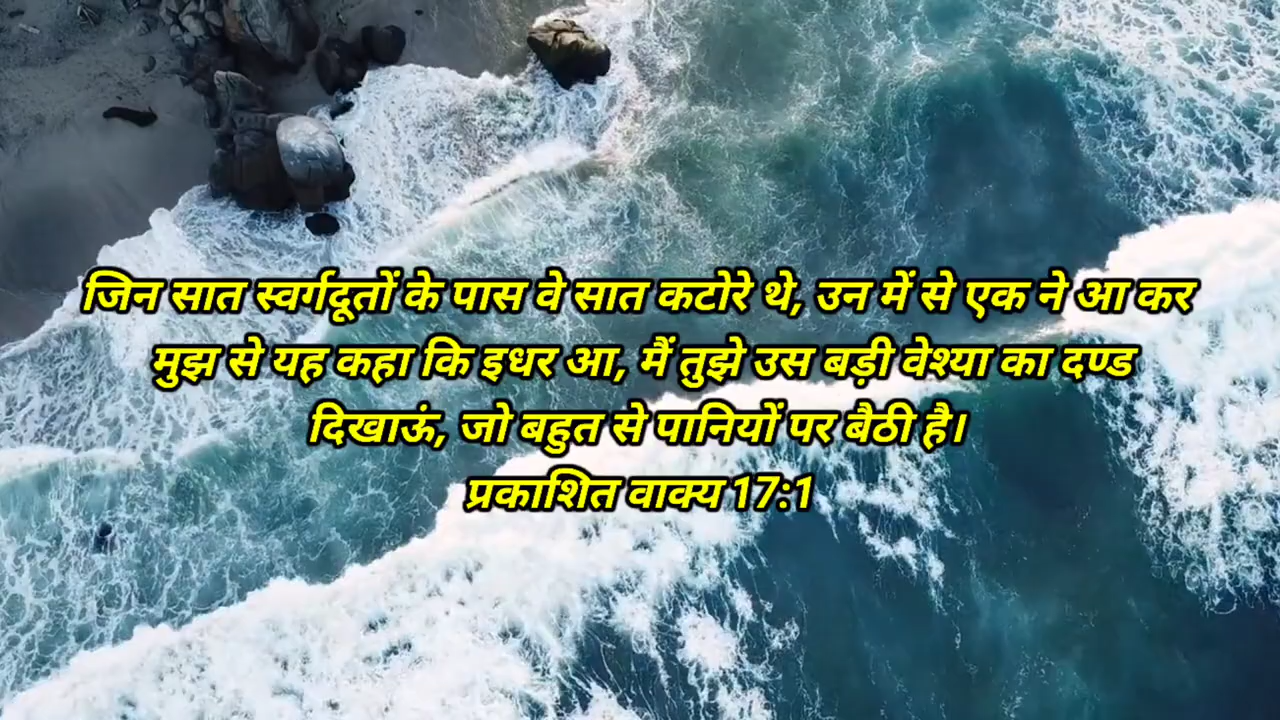 जिन सात स्वर्गदूतों के पास वे सात कटोरे थे, उन में से एक ने आ कर
मुझ से यह कहा कि इधर आ, मैं तुझे उस बड़ी वेश्या का दण्ड
दिखाऊं, जो बहुत से पानियों पर बैठी है।
प्रकाशित वाक्य 17:1